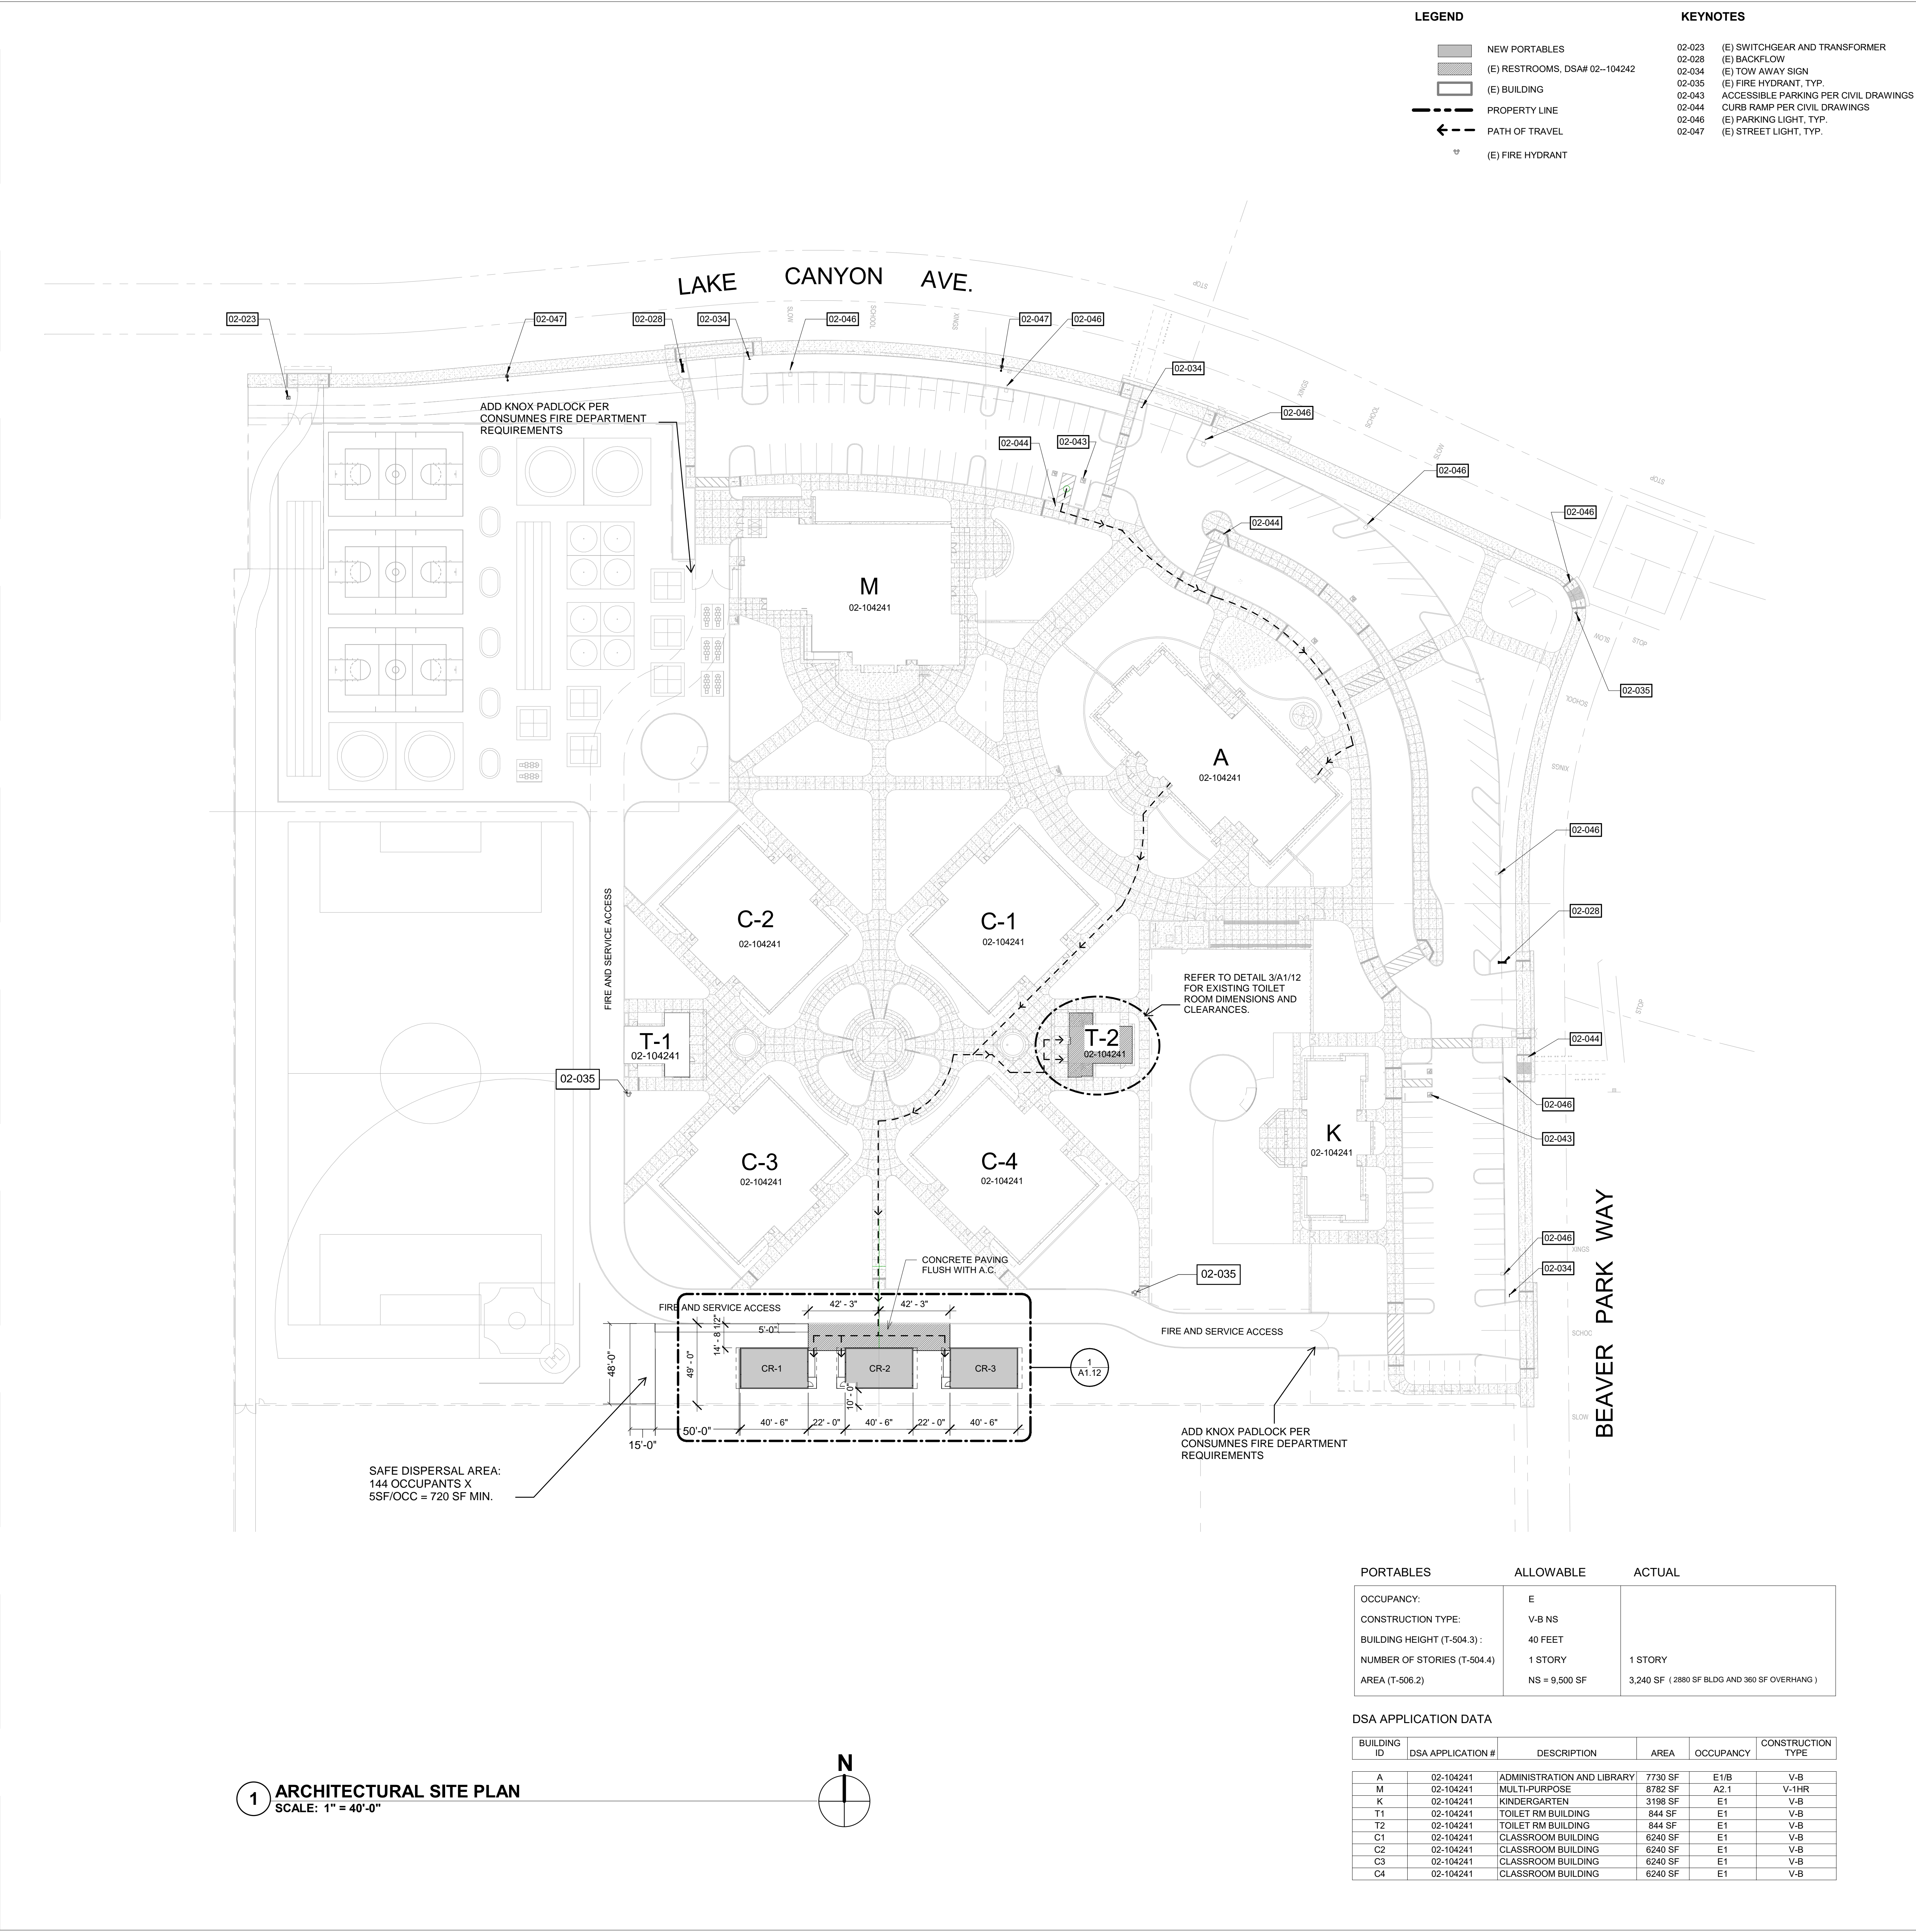 LEGEND
NEW PORTABLES
(E) RESTROOMS, DSA# 02--104242
(E) BUILDING
PROPERTY LINE
PATH OF TRAVEL
(E) FIRE HYDRANT
KEYNOTES
02-023 (E) SWITCHGEAR AND TRANSFORMER
02-028 (E) BACKFLOW
02-034 (E) TOW AWAY SIGN
02-035 (E) FIRE HYDRANT, TYP.
02-043 ACCESSIBLE PARKING PER CIVIL DRAWINGS
02-044 CURB RAMP PER CIVIL DRAWINGS
02-046 (E) PARKING LIGHT, TYP.
02-047 (E) STREET LIGHT, TYP.
LAKE CANYON AVE.
STOP
SLOW
SCHOOL
XINGS
02-023
02-047
02-028
02-034
02-046
02-047
02-046
02-034
XINGS
SCHOOL
SLOW
STOP
02-046
02-044
02-043
02-046
02-046
02-044
ADD KNOX PADLOCK PER
CONSUMNES FIRE DEPARTMENT
REQUIREMENTS
M
02-104241
SLOW
STOP
02-035
SCHOOL
XINGS
A
02-104241
02-046
FIRE AND SERVICE ACCESS
C-2
02-104241
C-1
02-104241
02-028
REFER TO DETAIL 3/A1/12
FOR EXISTING TOILET
ROOM DIMENSIONS AND
CLEARANCES.
STOP
T-1
02-104241
T-2
02-104241
02-044
02-035
02-046
02-043
K
02-104241
C-3
02-104241
C-4
02-104241
BEAVER PARK WAY
02-046
XINGS
02-034
CONCRETE PAVING
FLUSH WITH A.C.
02-035
FIRE AND SERVICE ACCESS
42' - 3"
42' - 3"
FIRE AND SERVICE ACCESS
SCHOC
5'-0"
14' - 8 1/2"
48'-0"
49' - 0"
CR-1
CR-2
CR-3
1
A1.12
10' - 0"
50'-0"
40' - 6"
22' - 0"
40' - 6"
22' - 0"
40' - 6"
15'-0"
SLOW
ADD KNOX PADLOCK PER
CONSUMNES FIRE DEPARTMENT
REQUIREMENTS
SAFE DISPERSAL AREA:
144 OCCUPANTS X
5SF/OCC = 720 SF MIN.
PORTABLES ALLOWABLE ACTUAL
OCCUPANCY: E
CONSTRUCTION TYPE: V-B NS
BUILDING HEIGHT (T-504.3) : 40 FEET
NUMBER OF STORIES (T-504.4) 1 STORY 1 STORY
AREA (T-506.2) NS = 9,500 SF 3,240 SF ( 2880 SF BLDG AND 360 SF OVERHANG )
DSA APPLICATION DATA
BUILDING ID DSA APPLICATION # DESCRIPTION AREA OCCUPANCY CONSTRUCTION TYPE
A 02-104241 ADMINISTRATION AND LIBRARY 7730 SF E1/B V-B
M 02-104241 MULTI-PURPOSE 8782 SF A2.1 V-1HR
K 02-104241 KINDERGARTEN 3198 SF E1 V-B
T1 02-104241 TOILET RM BUILDING 844 SF E1 V-B
T2 02-104241 TOILET RM BUILDING 844 SF E1 V-B
C1 02-104241 CLASSROOM BUILDING 6240 SF E1 V-B
C2 02-104241 CLASSROOM BUILDING 6240 SF E1 V-B
C3 02-104241 CLASSROOM BUILDING 6240 SF E1 V-B
C4 02-104241 CLASSROOM BUILDING 6240 SF E1 V-B
1 ARCHITECTURAL SITE PLAN
SCALE: 1" = 40'-0"
N